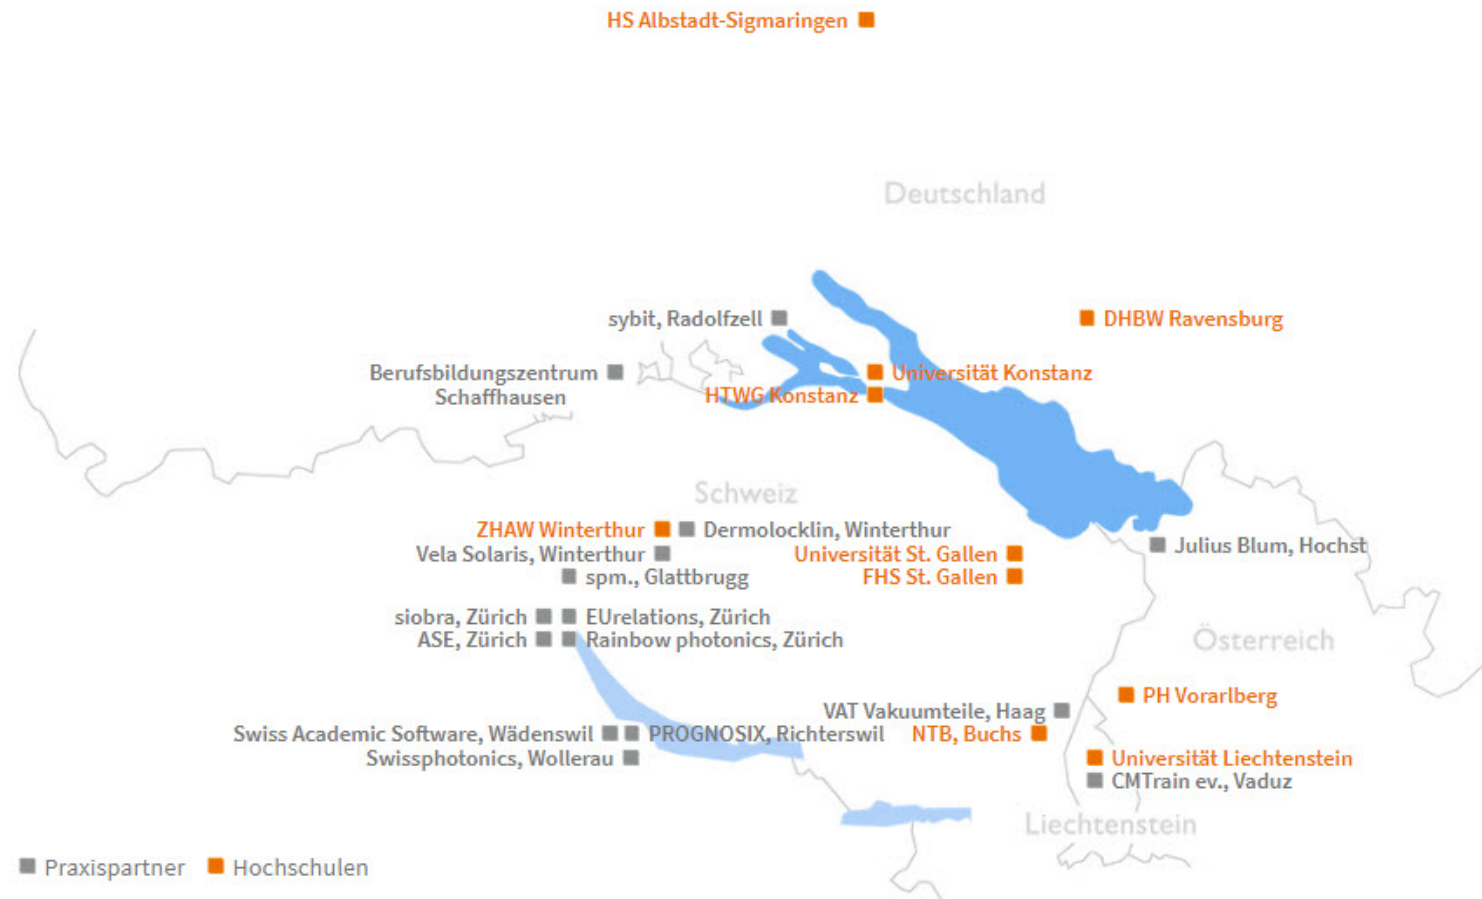 HS Albstadt-Sigmaringen
Deutschland
sybit, Radolfzell
DHBW Ravensburg
Berufsbildungszentrum
Schaffhausen
Universität Konstanz
HTWG Konstanz
Schweiz
ZHAW Winterthur
Dermolocklin, Winterthur
Vela Solaris, Winterthur
Universität St. Gallen
Julius Blum, Hochst
spm., Glattbrugg
FHS St. Gallen
siobra, Zürich
EUrelations, Zürich
ASE, Zürich
Rainbow photonics, Zürich
Österreich
PH Vorarlberg
VAT Vakuumteile, Haag
Swiss Academic Software, Wädenswil
PROGNOSIX, Richterswil
NTB, Buchs
Swissphotonics, Wollerau
Universität Liechtenstein
CMTrain ev., Vaduz
Liechtenstein
Praxispartner
Hochschulen